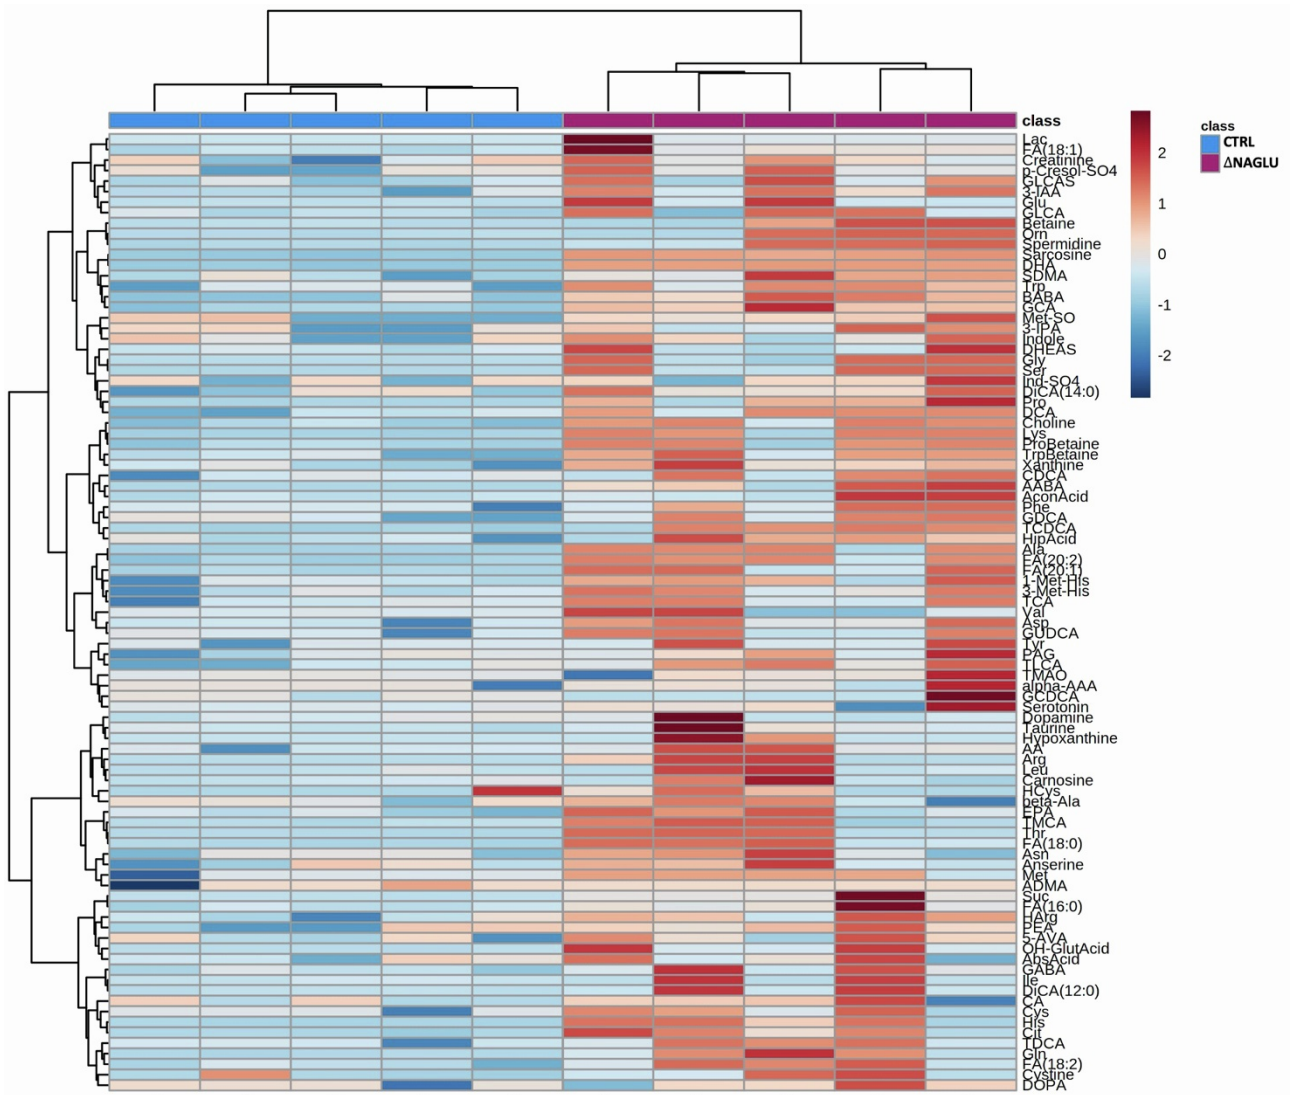 class
Lac
FA(18:1)
Creatinine
p-Cresol-SO4
GLCAS
3-IAA
Glu
GLCA
Betaine
Orn
Spermidine
Sarcosine
DHA
SDMA
Trp
BABA
GCA
Met-SO
3-IPA
Indole
DHEAS
Gly
Ser
Ind-SO4
DiCA(14:0)
Pro
DCA
Choline
Lys
ProBetaine
TrpBetaine
Xanthine
CDCA
AABA
AconAcid
Phe
GDCA
TCDCA
HipAcid
Ala
FA(20:2)
FA(20:1)
1-Met-His
3-Met-His
TCA
Val
Asp
GUDCA
Tyr
PAG
TLCA
TMAO
alpha-AAA
GCDCA
Serotonin
Dopamine
Taurine
Hypoxanthine
AA
Arg
Leu
Carnosine
HCys
beta-Ala
EPA
TMCA
Thr
FA(18:0)
Asn
Anserine
Met
ADMA
Suc
FA(16:0)
HArg
PEA
5-AVA
OH-GlutAcid
AbsAcid
GABA
Ile
DiCA(12:0)
CA
Cys
His
Cit
TDCA
Gln
FA(18:2)
Cystine
DOPA
2
1
0
-1
-2
class
CTRL
ΔNAGLU